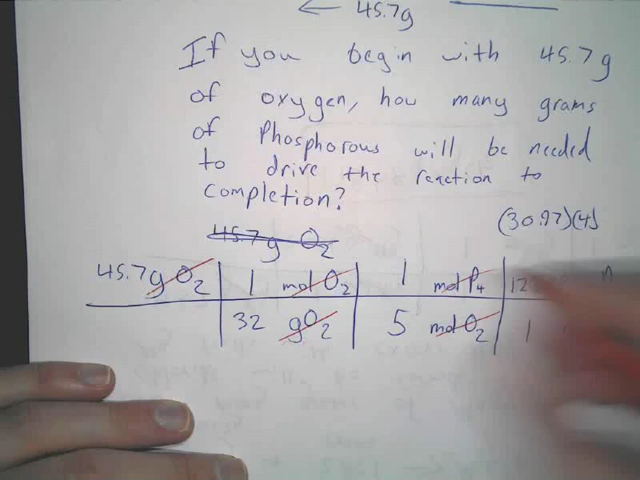 ← 45.7g
If you begin with 45.7g
of oxygen, how many grams
of Phosphorous will be needed
to drive the reaction to
completion?
(30.97)(4)
45.7g O₂
45.7g O₂ 1 mol O₂ 1 mol P₄ 12
32 gO₂ 5 mol O₂ 1